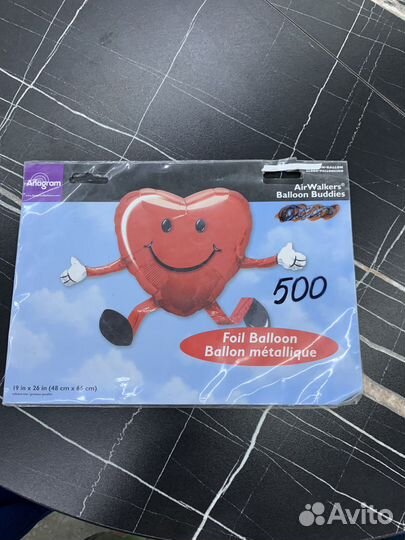 Anagram
AirWalkers®
Balloon Buddies
500
Foil Balloon
Ballon métallique
19 in x 26 in (48 cm x 66 cm)
Avito